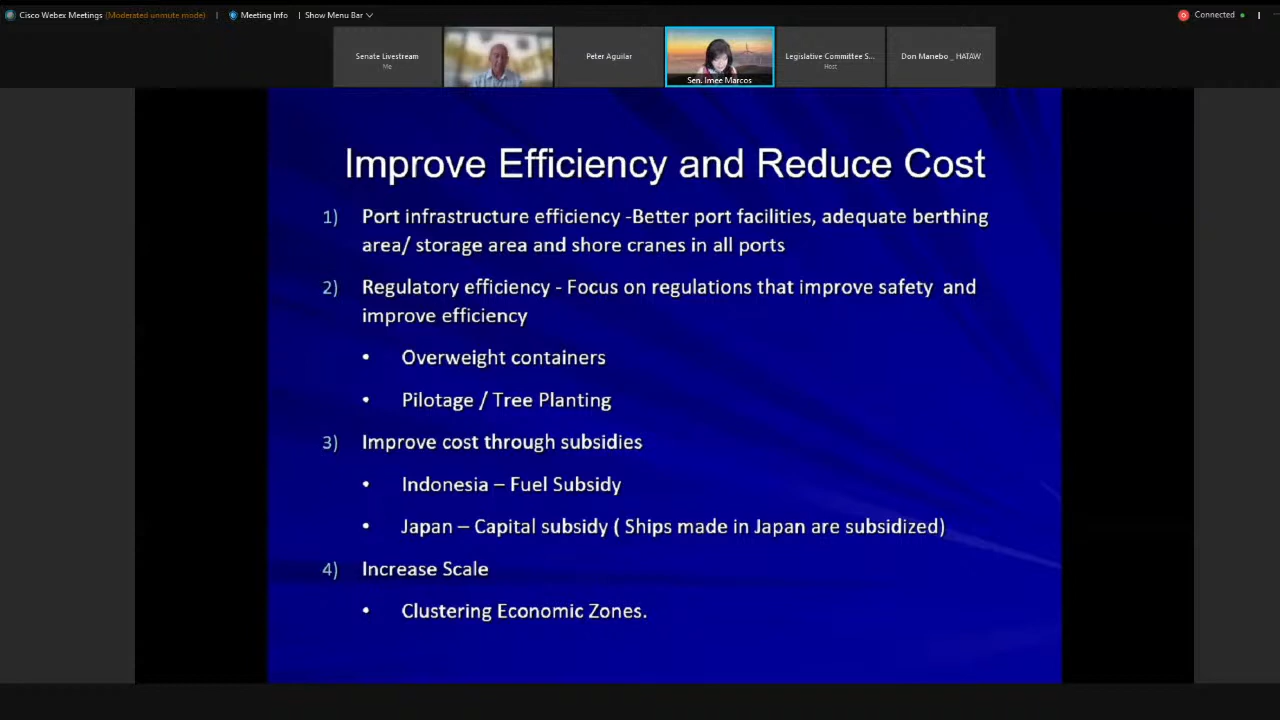 Cisco Webex Meetings (Moderated unmute mode) | Meeting Info | Show Menu Bar
Connected
Senate Livestream
Me
Peter Aguilar
Sen. Imee Marcos
Legislative Committee S...
Host
Don Manebo _ HATAW
Improve Efficiency and Reduce Cost
1) Port infrastructure efficiency -Better port facilities, adequate berthing
area/ storage area and shore cranes in all ports
2) Regulatory efficiency - Focus on regulations that improve safety and
improve efficiency
• Overweight containers
• Pilotage / Tree Planting
3) Improve cost through subsidies
• Indonesia – Fuel Subsidy
• Japan – Capital subsidy ( Ships made in Japan are subsidized)
4) Increase Scale
• Clustering Economic Zones.